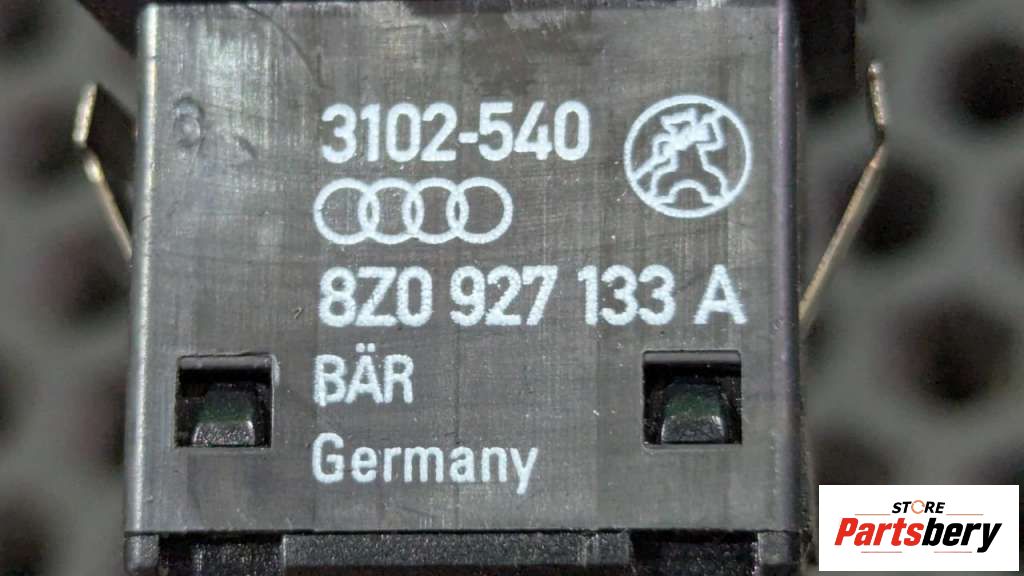 3102-540
8Z0 927 133 A
BÄR
Germany
STORE
Partsbery